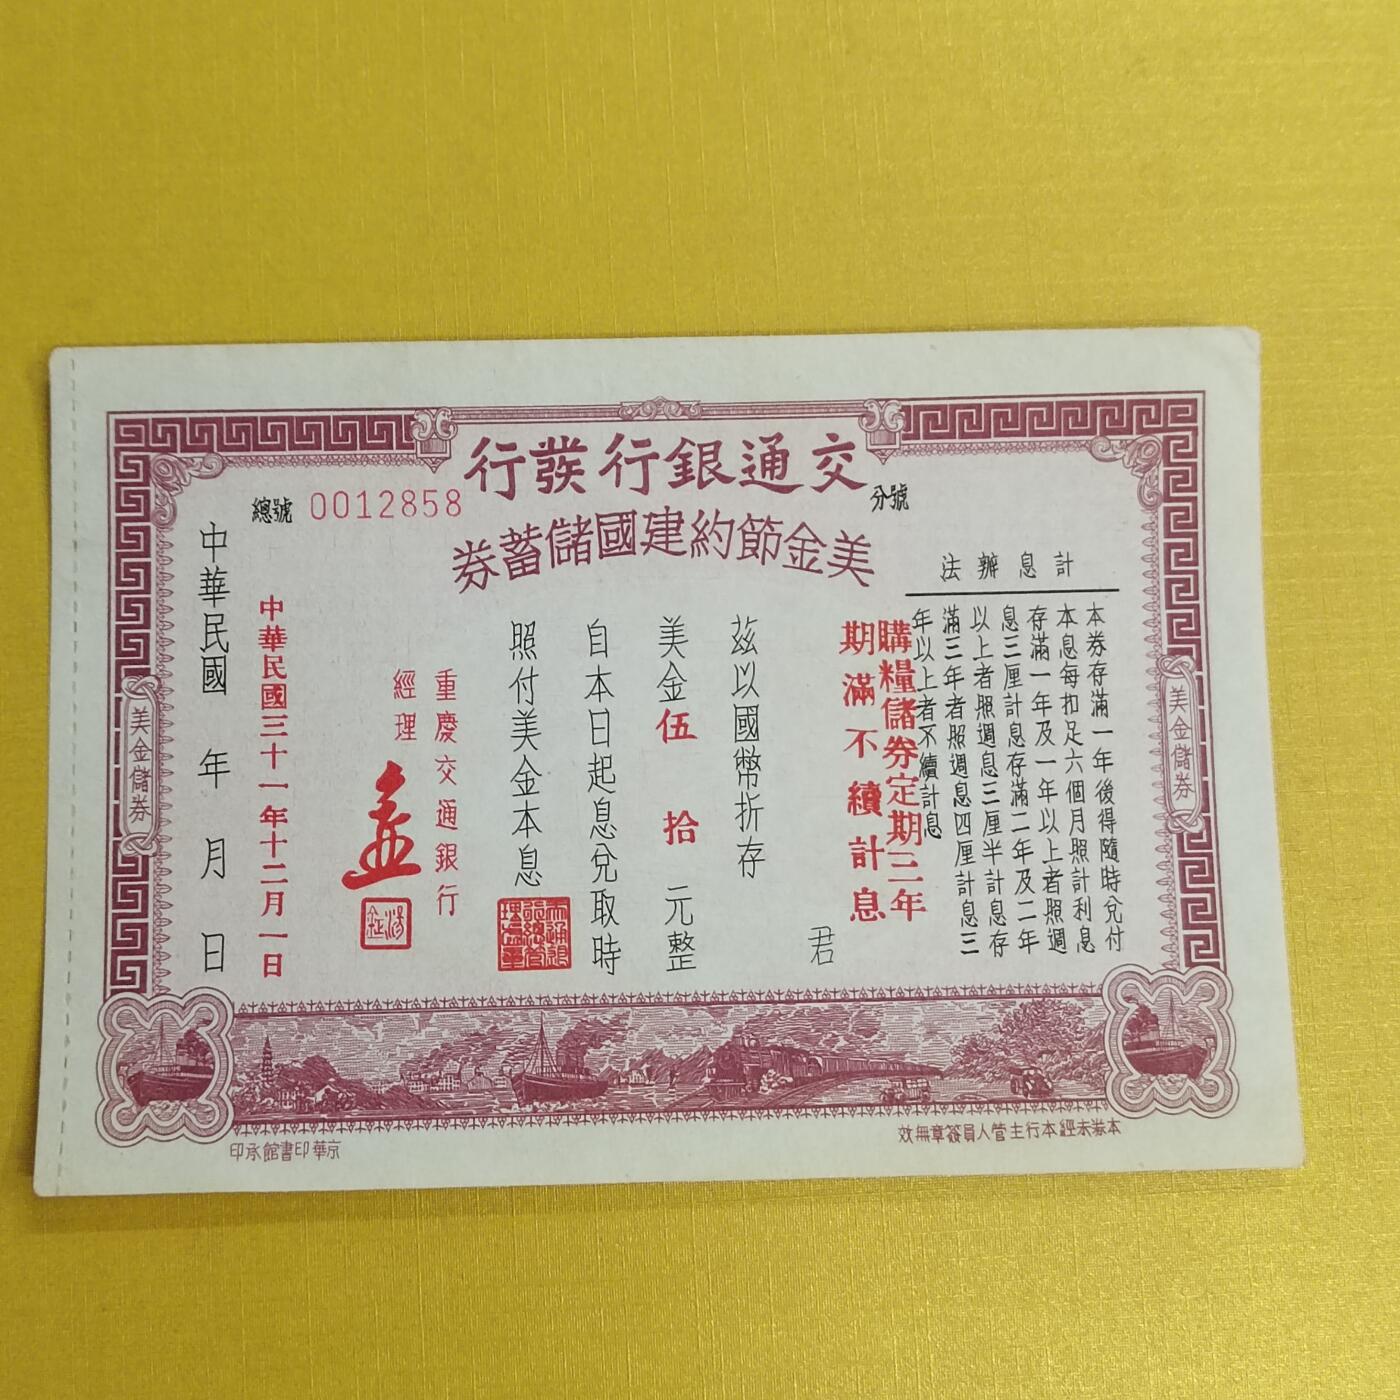 交通銀行發行
美金節約建國儲蓄券
總號 0012858
分號
計息辦法
本券存滿一年後得隨時兌付
本息每扣足六個月照計利息
存滿一年及一年以上者照週
息三厘計息存滿二年及二年
以上者照週息三厘半計息存
滿三年者照週息四厘計息三
年以上者不續計息
購糧儲券定期三年
期滿不續計息
君
茲以國幣折存
美金伍拾元整
自本日起息兌取時
照付美金本息
重慶交通銀行
經理
中華民國三十一年十二月一日
中華民國 年 月 日
美金儲券
美金儲券
本券未經本行主管人員簽章無效
京華印書館承印